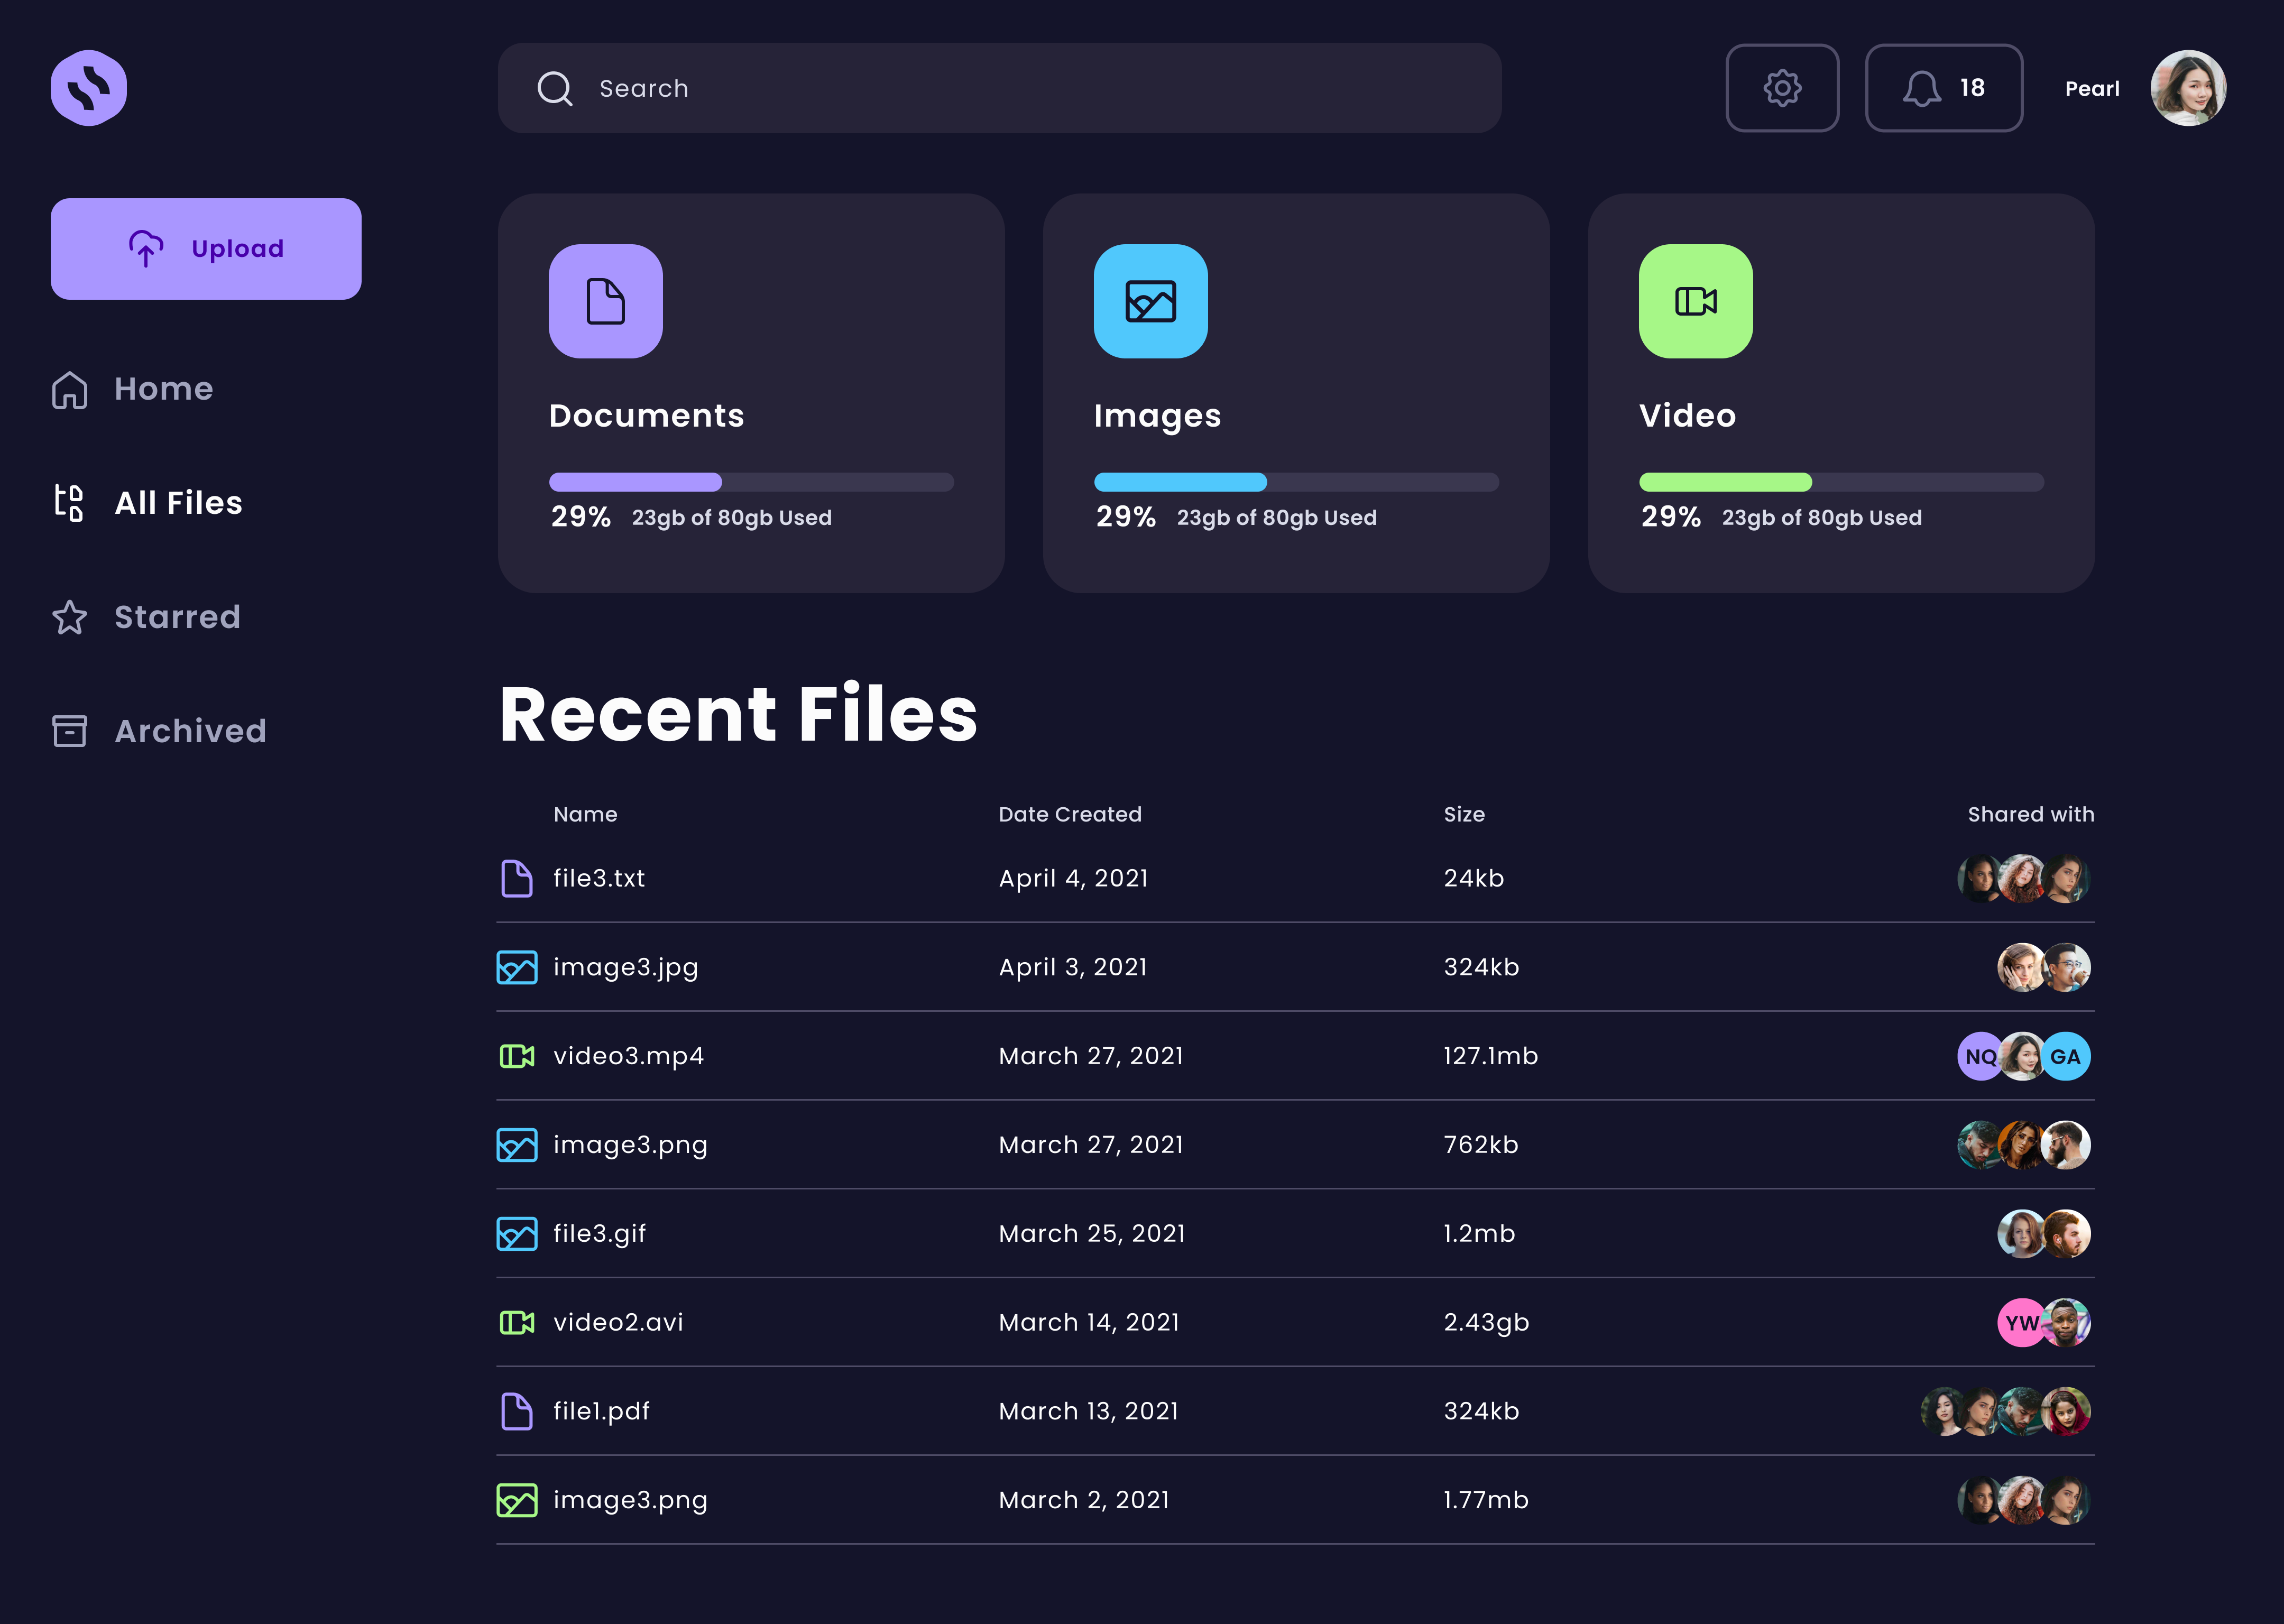 Search
18
Pearl
Upload
Home
All Files
Starred
Archived
Documents
29% 23gb of 80gb Used
Images
29% 23gb of 80gb Used
Video
29% 23gb of 80gb Used
Recent Files
Name Date Created Size Shared with
file3.txt April 4, 2021 24kb
image3.jpg April 3, 2021 324kb
video3.mp4 March 27, 2021 127.1mb NQ GA
image3.png March 27, 2021 762kb
file3.gif March 25, 2021 1.2mb
video2.avi March 14, 2021 2.43gb YW
file1.pdf March 13, 2021 324kb
image3.png March 2, 2021 1.77mb